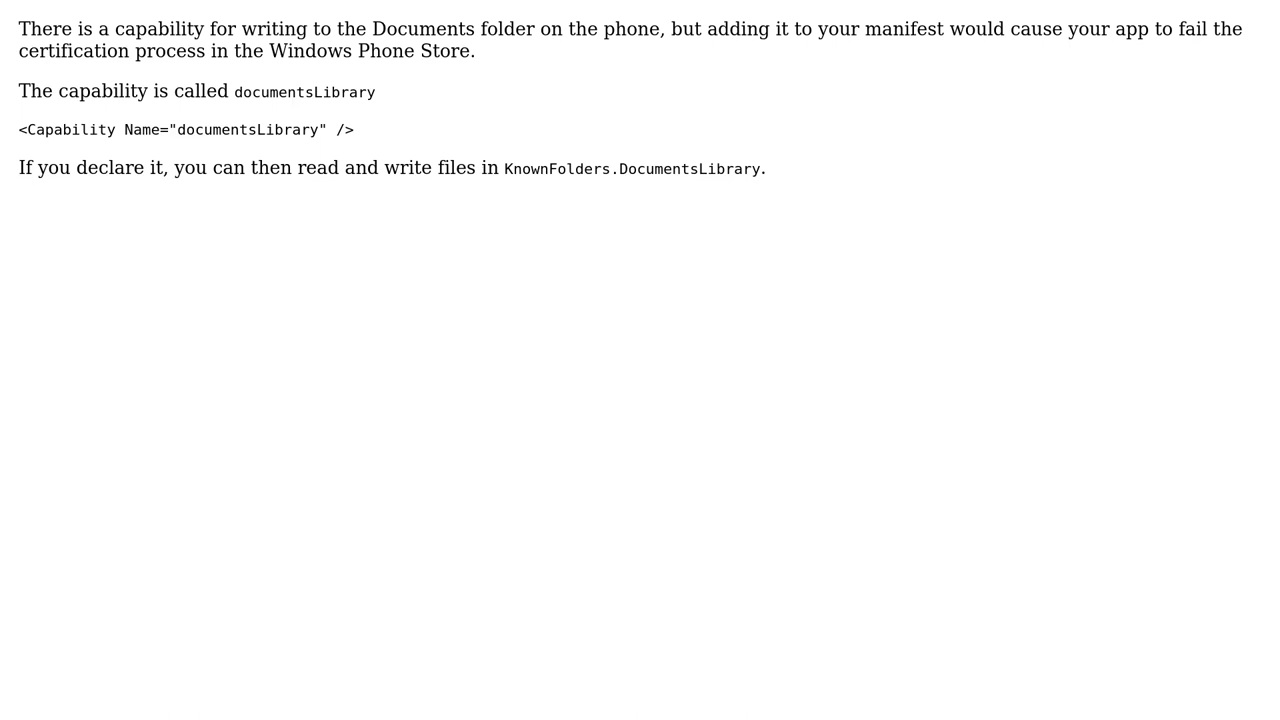 There is a capability for writing to the Documents folder on the phone, but adding it to your manifest would cause your app to fail the
certification process in the Windows Phone Store.
The capability is called documentsLibrary
<Capability Name="documentsLibrary" />
If you declare it, you can then read and write files in KnownFolders.DocumentsLibrary.